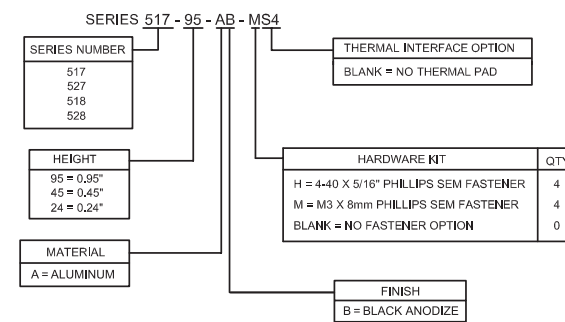 SERIES 517 - 95 - AB - MS4
SERIES NUMBER
517
527
518
528
THERMAL INTERFACE OPTION
BLANK = NO THERMAL PAD
HEIGHT
95 = 0.95"
45 = 0.45"
24 = 0.24"
HARDWARE KIT QTY
H = 4-40 X 5/16" PHILLIPS SEM FASTENER 4
M = M3 X 8mm PHILLIPS SEM FASTENER 4
BLANK = NO FASTENER OPTION 0
MATERIAL
A = ALUMINUM
FINISH
B = BLACK ANODIZE